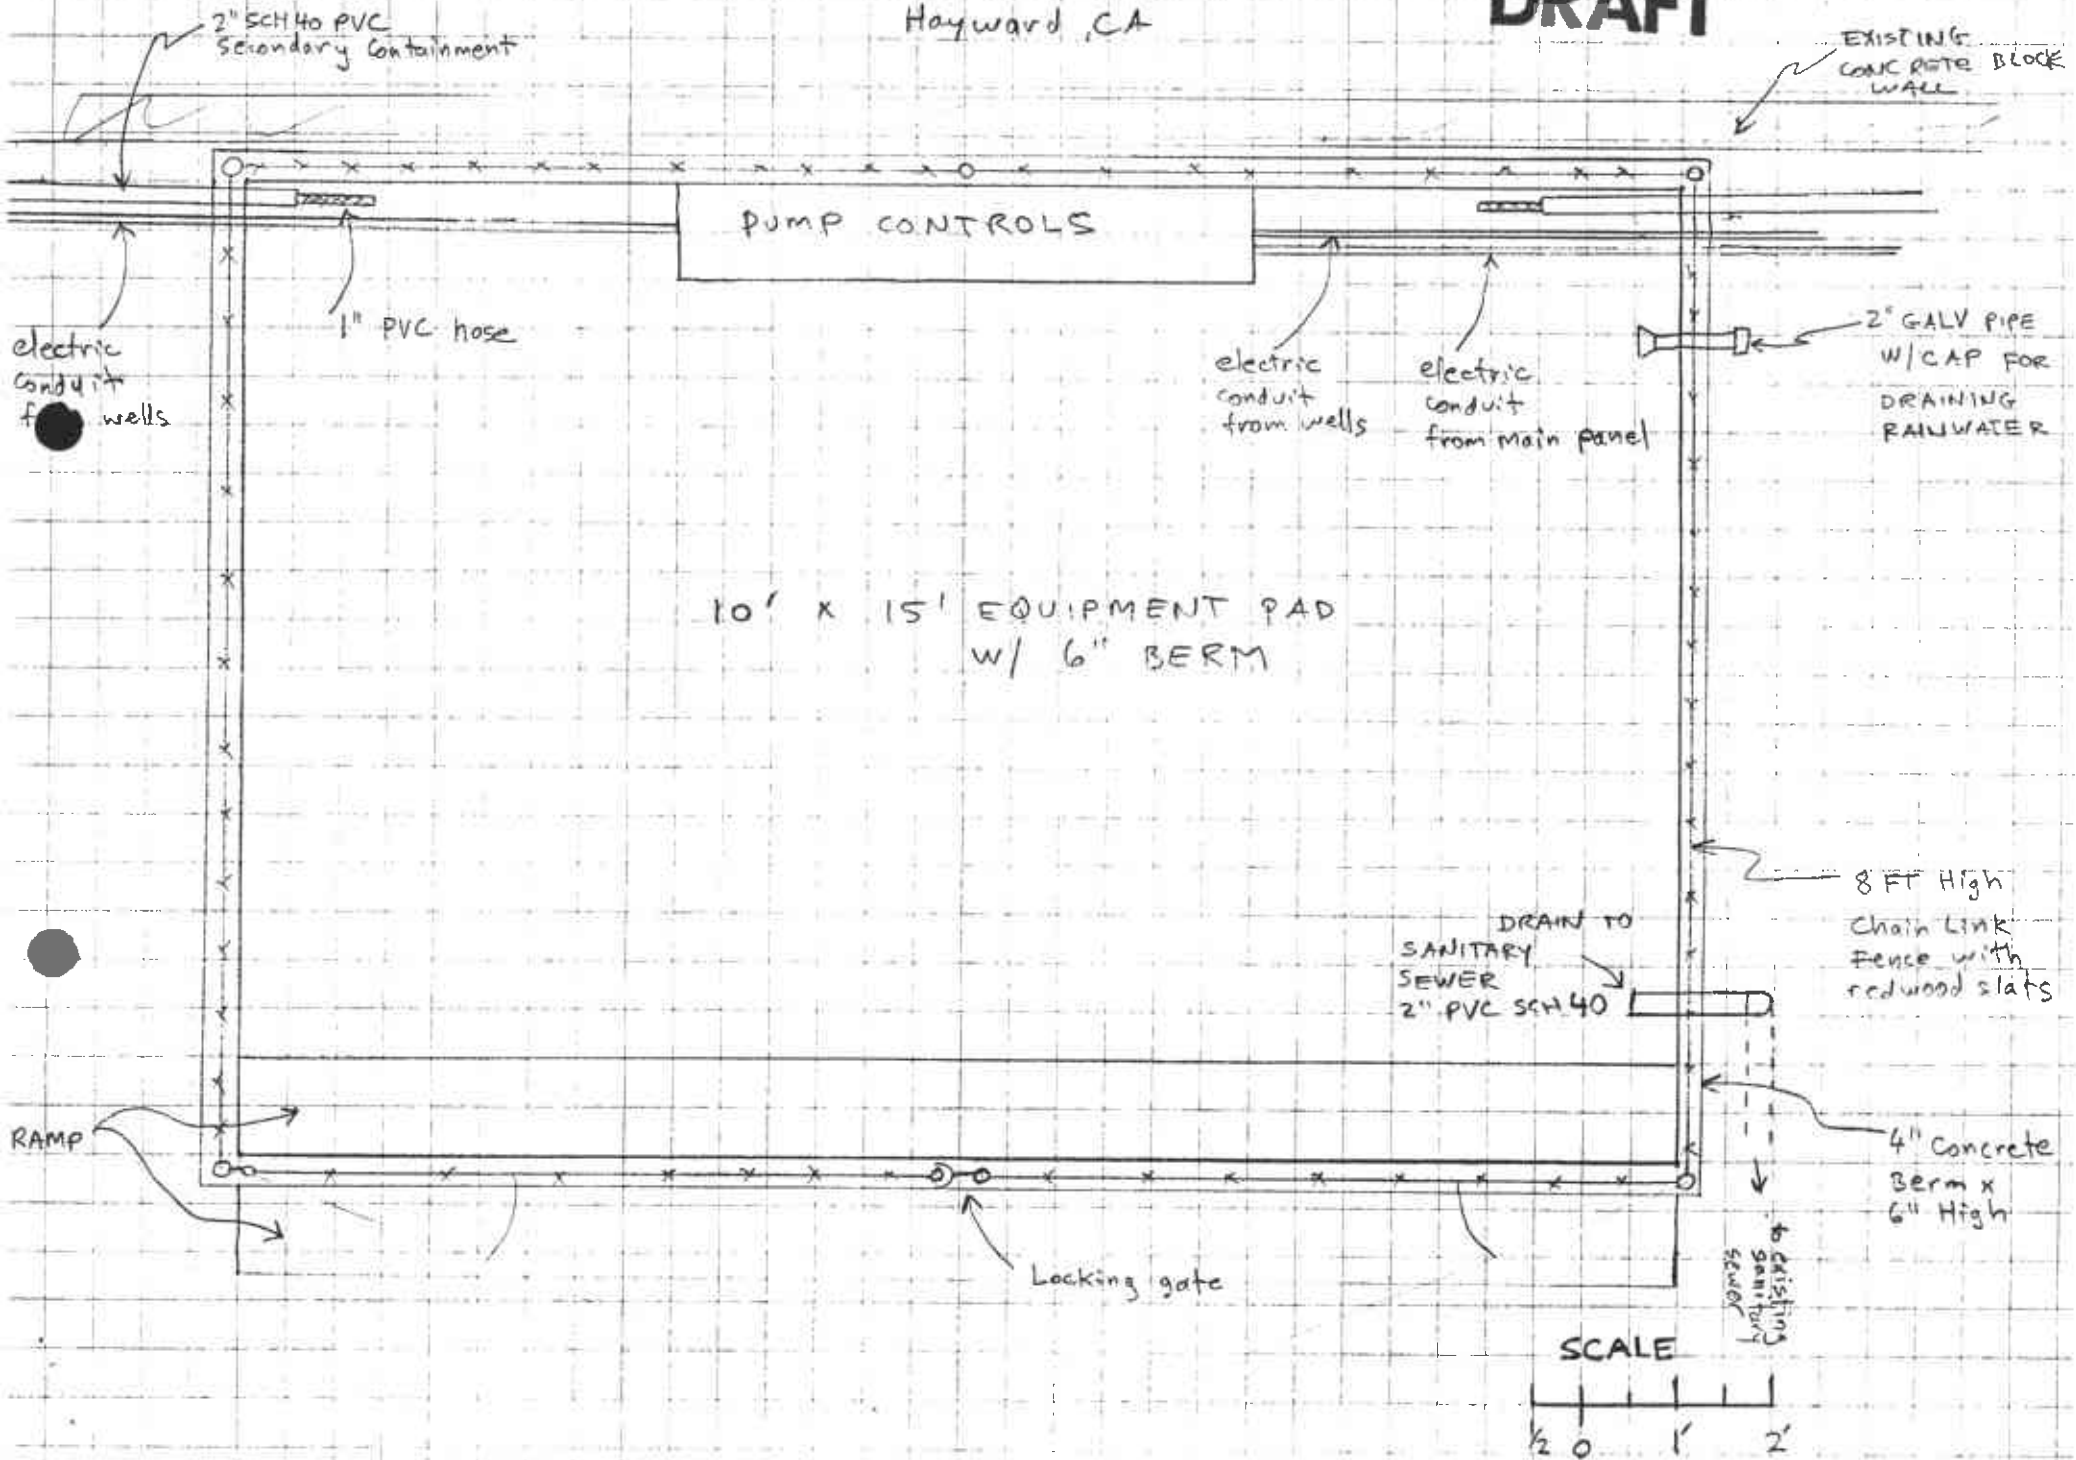 2" SCH 40 PVC
Secondary Containment
Hayward, CA
DRAFT
EXISTING
CONCRETE BLOCK
WALL
PUMP CONTROLS
1" PVC hose
electric
conduit
wells
electric
conduit
from wells
electric
conduit
from main panel
2" GALV PIPE
W/CAP FOR
DRAINING
RAINWATER
10' x 15' EQUIPMENT PAD
W/ 6" BERM
8 FT High
Chain Link
Fence with
redwood slats
DRAIN TO
SANITARY
SEWER
2" PVC SCH 40
RAMP
4" Concrete
Berm x
6" High
Locking gate
to existing
sanitary
sewer
SCALE
1/2 0 1' 2'